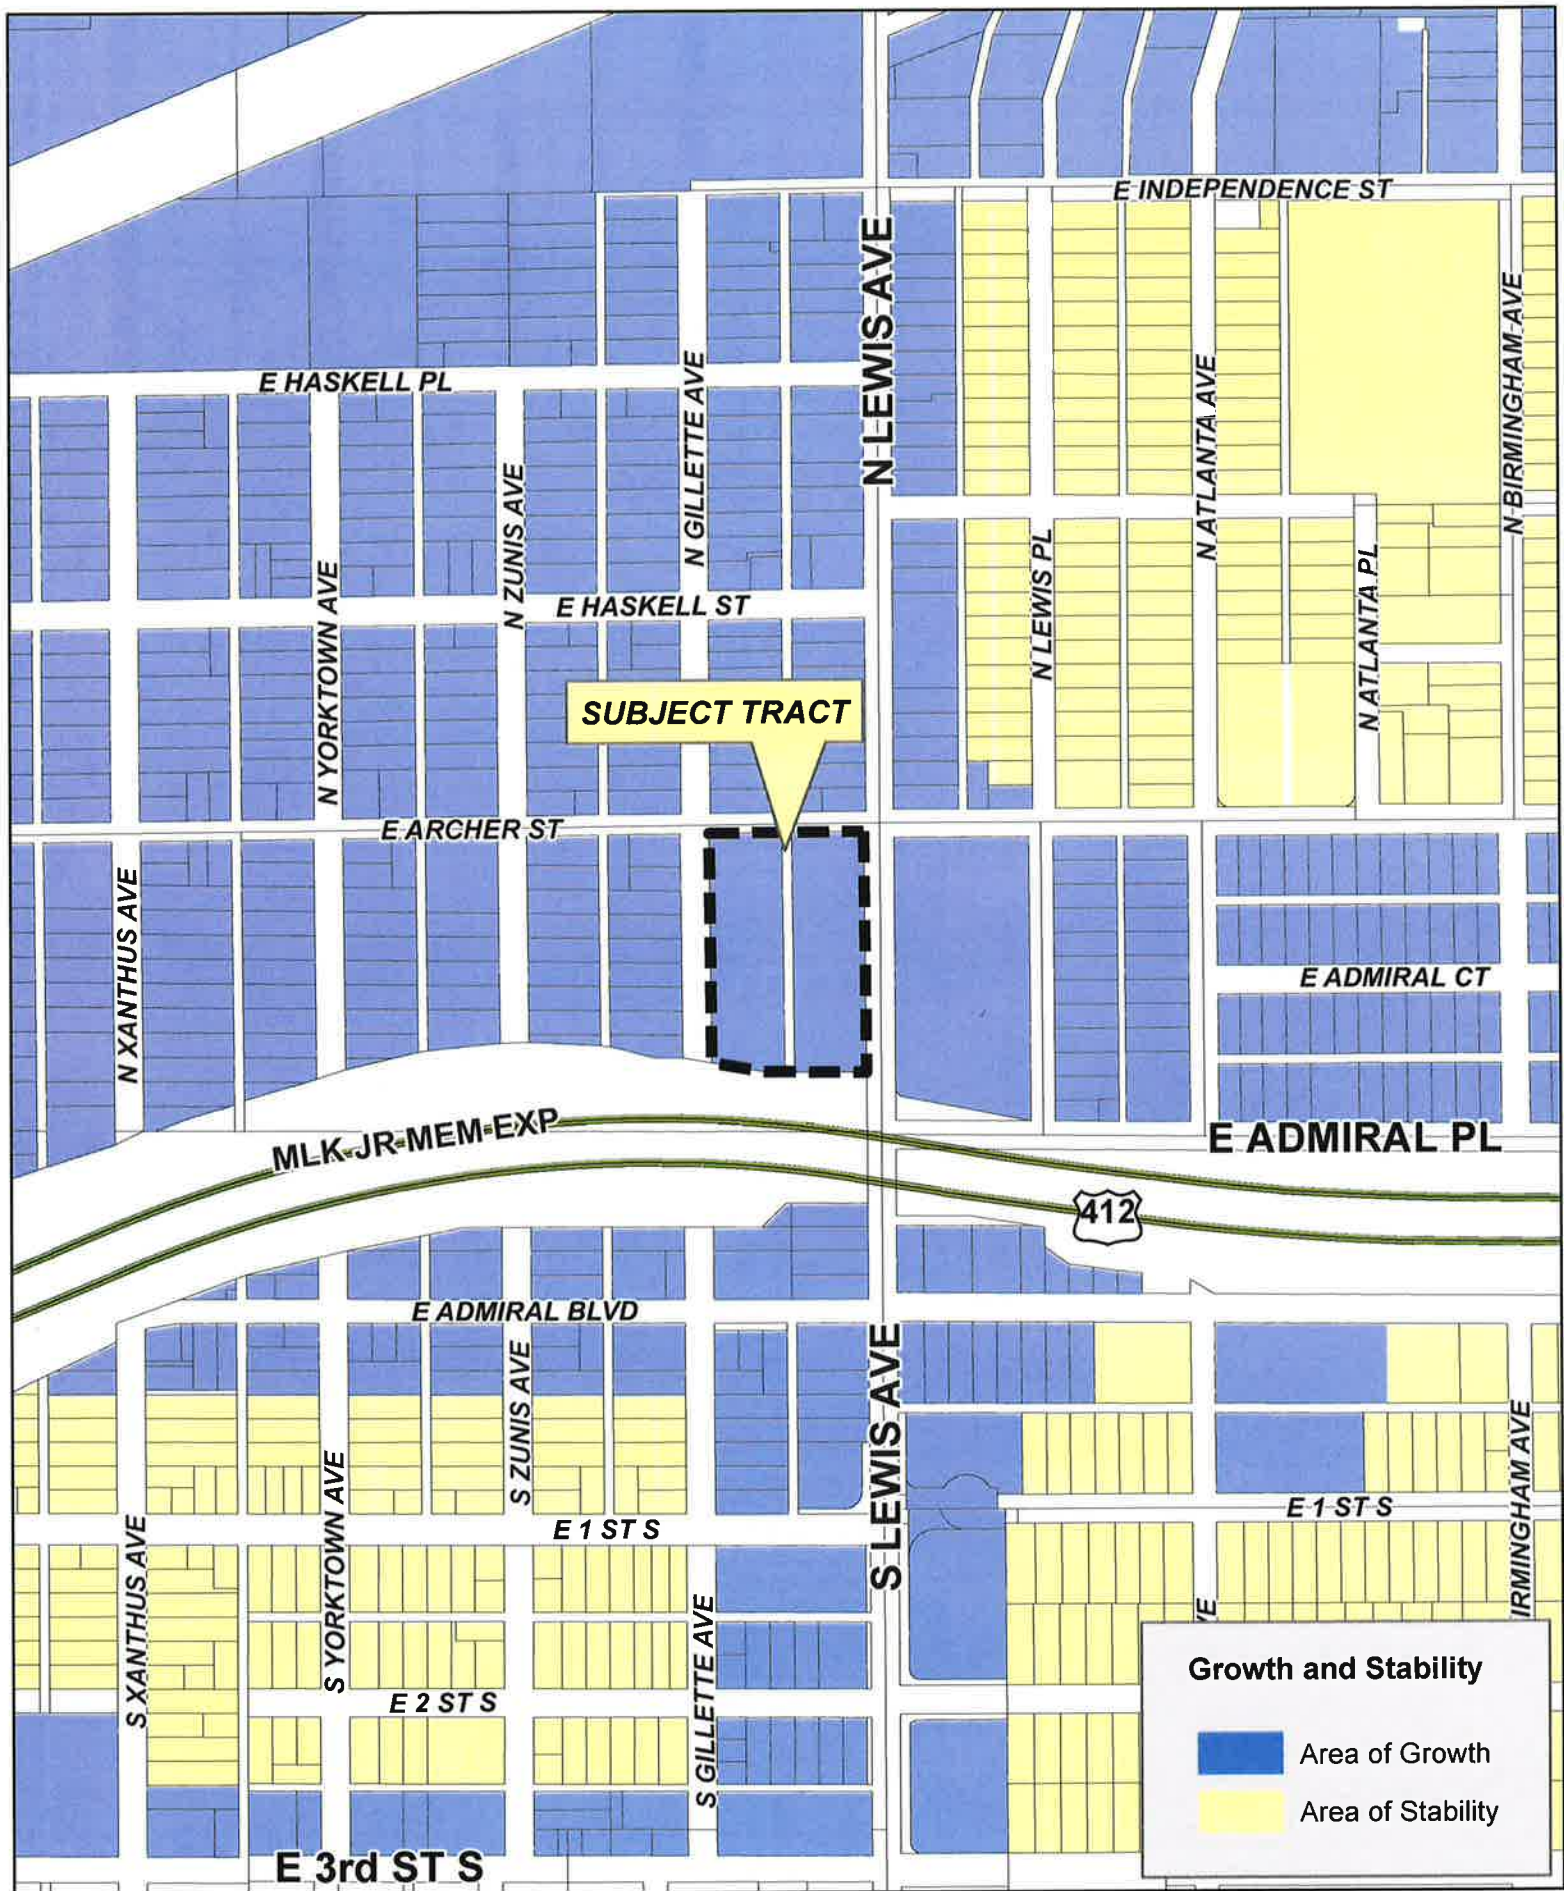 E INDEPENDENCE ST
N LEWIS AVE
E HASKELL PL
N GILLETTE AVE
N ATLANTA AVE
N BIRMINGHAM AVE
N ZUNIS AVE
N YORKTOWN AVE
E HASKELL ST
N LEWIS PL
N ATLANTA PL
SUBJECT TRACT
E ARCHER ST
N XANTHUS AVE
E ADMIRAL CT
MLK JR MEM EXP
E ADMIRAL PL
412
E ADMIRAL BLVD
S ZUNIS AVE
S LEWIS AVE
IRMINGHAM AVE
S YORKTOWN AVE
E 1 ST S
E 1 ST S
S XANTHUS AVE
S GILLETTE AVE
VE
E 2 ST S
Growth and Stability
Area of Growth
Area of Stability
E 3rd ST S